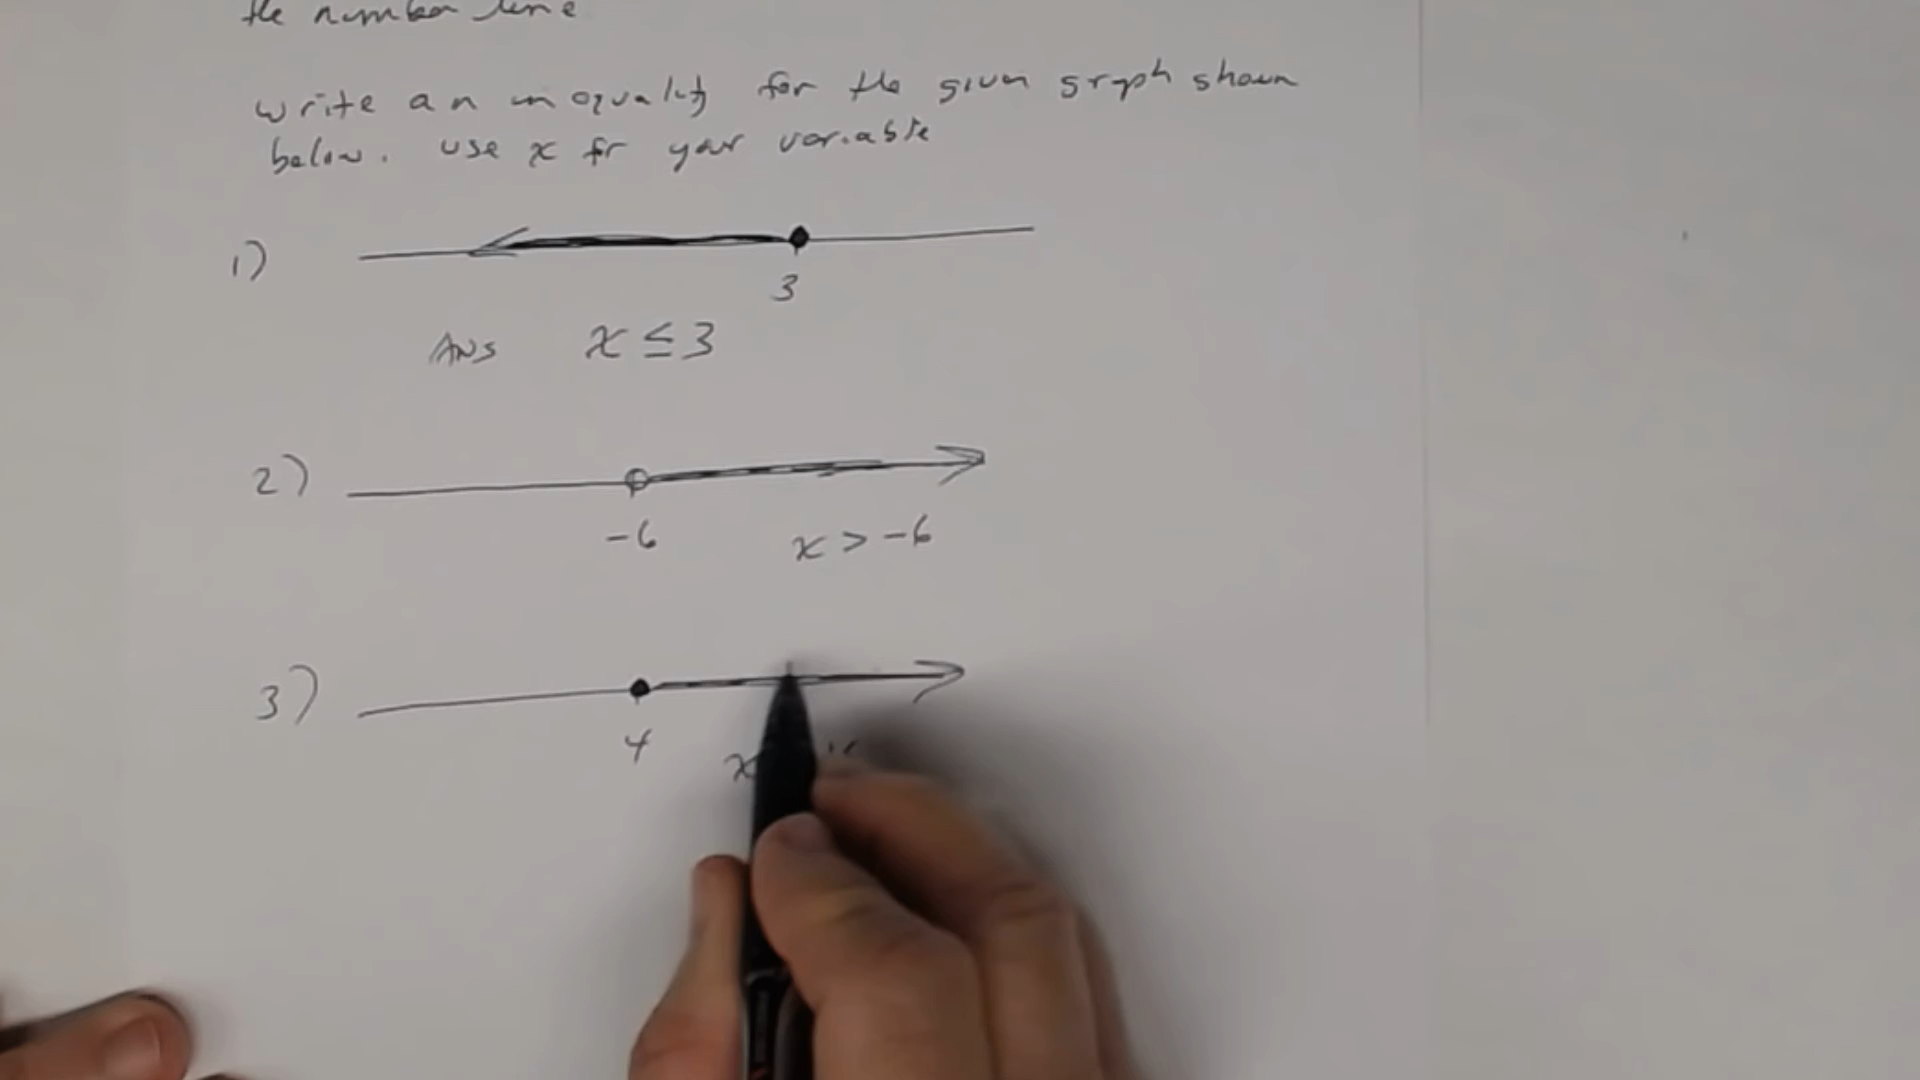 the number line
write an inequality for the given graph shown
below. use x for your variable
1)
3
Ans x ≤ 3
2)
-6
x > -6
3)
4
x